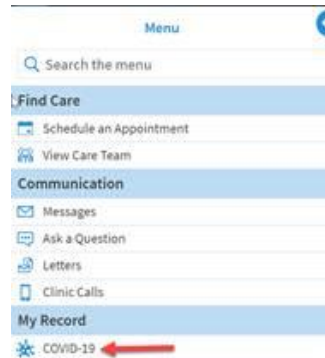 Menu
Search the menu
Find Care
Schedule an Appointment
View Care Team
Communication
Messages
Ask a Question
Letters
Clinic Calls
My Record
COVID-19